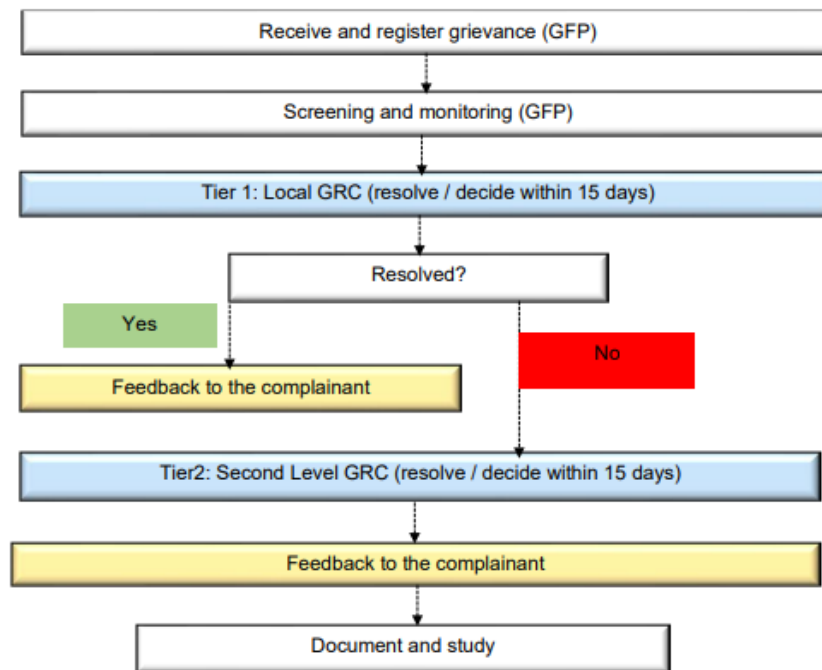 Receive and register grievance (GFP)
Screening and monitoring (GFP)
Tier 1: Local GRC (resolve / decide within 15 days)
Resolved?
Yes
No
Feedback to the complainant
Tier2: Second Level GRC (resolve / decide within 15 days)
Feedback to the complainant
Document and study